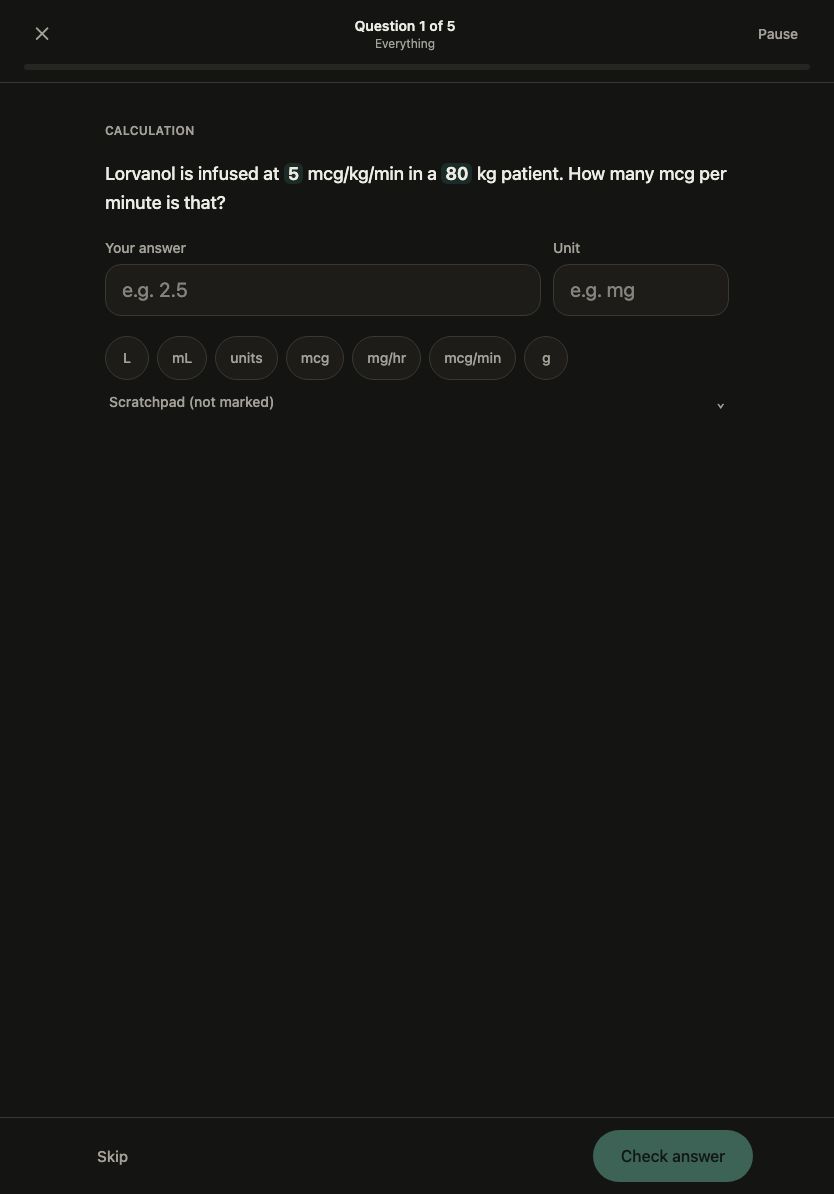 Question 1 of 5
Everything
Pause
CALCULATION
Lorvanol is infused at 5 mcg/kg/min in a 80 kg patient. How many mcg per
minute is that?
Your answer
Unit
e.g. 2.5
e.g. mg
L
mL
units
mcg
mg/hr
mcg/min
g
Scratchpad (not marked)
Skip
Check answer